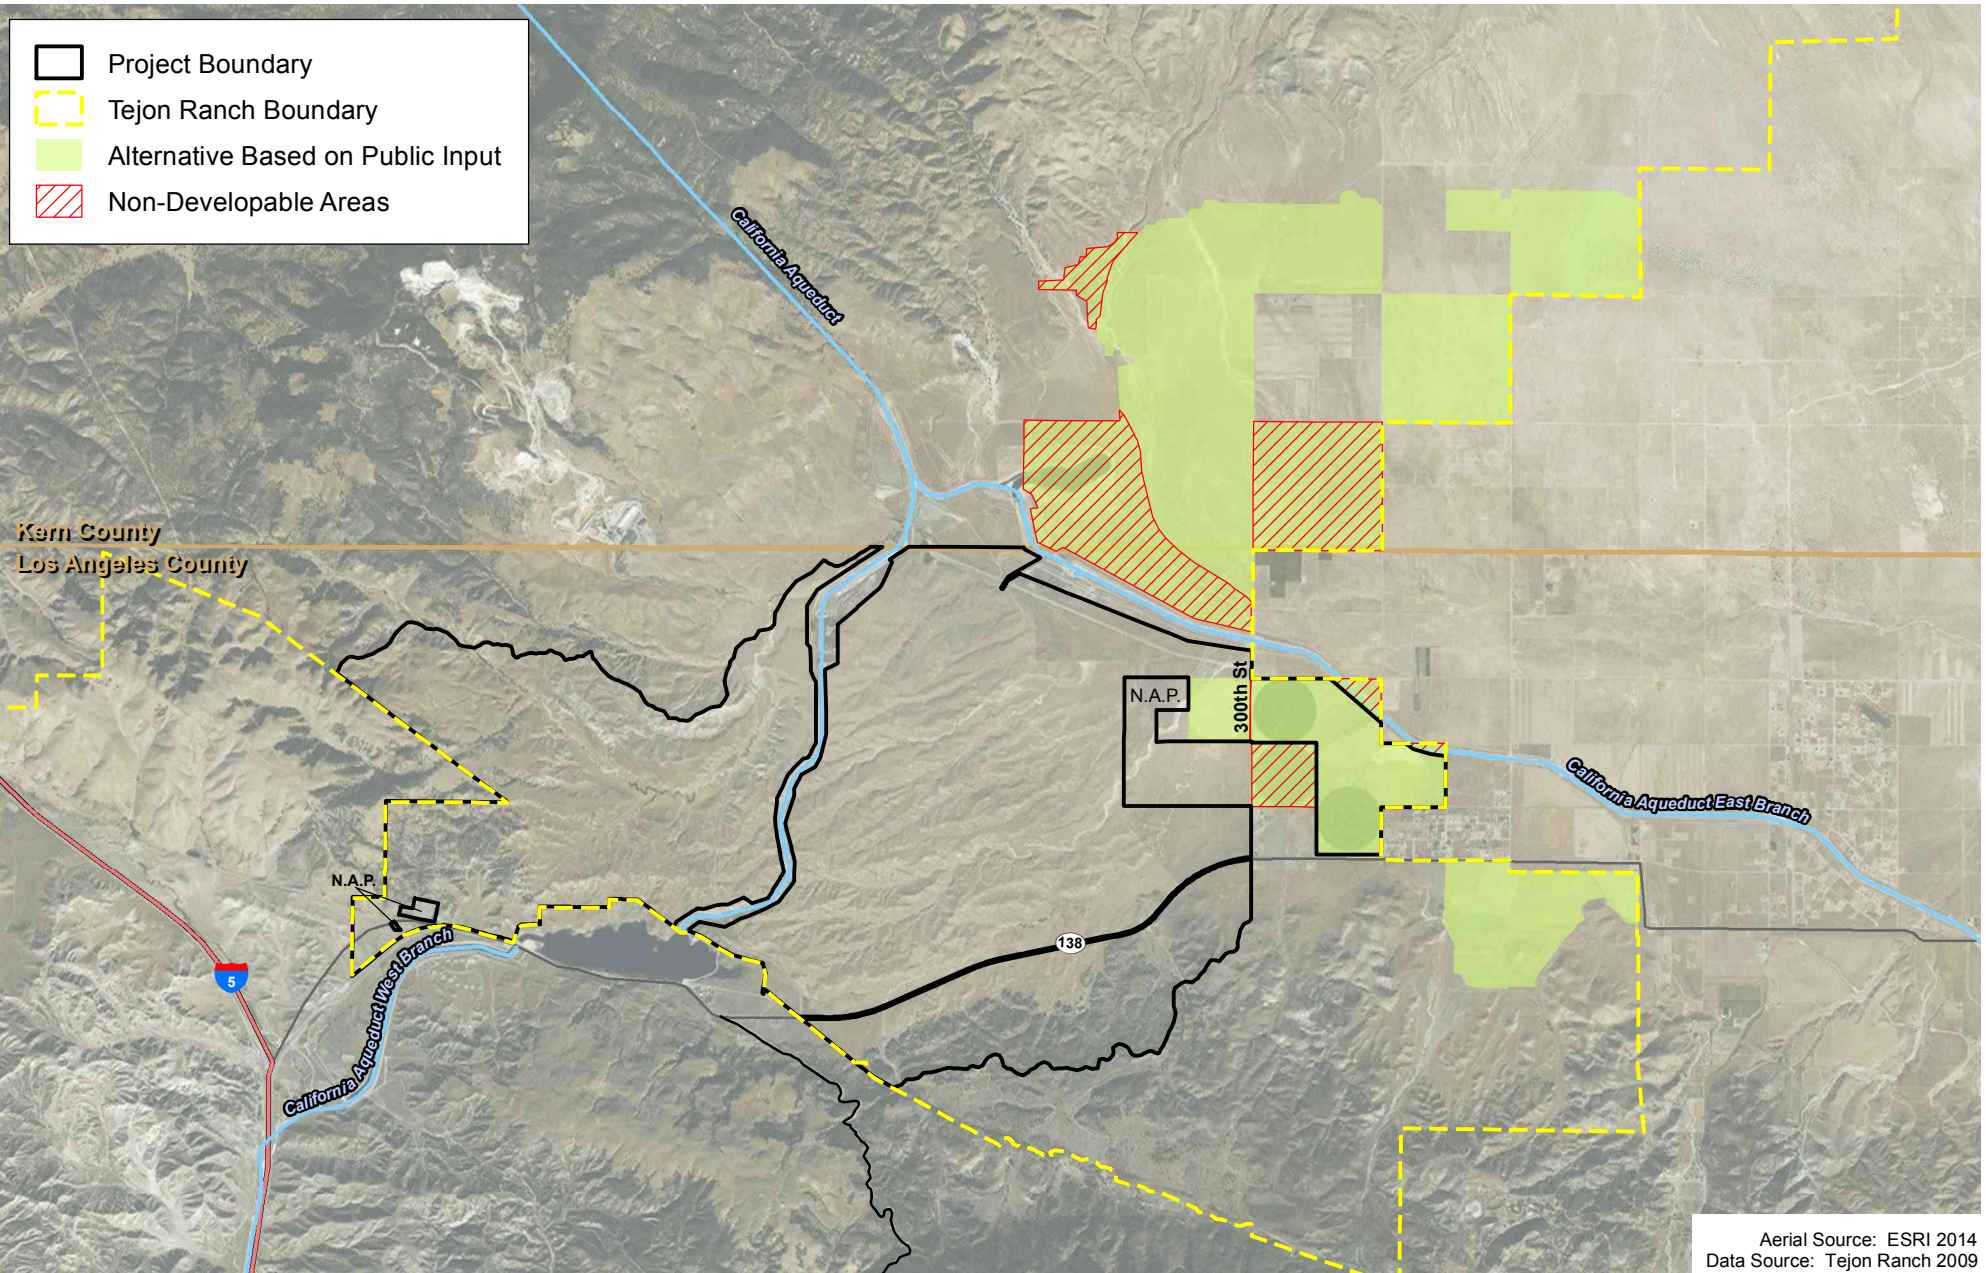 Project Boundary
Tejon Ranch Boundary
Alternative Based on Public Input
Non-Developable Areas
California Aqueduct
Kern County
Los Angeles County
N.A.P.
300th St
California Aqueduct East Branch
N.A.P.
138
California Aqueduct West Branch
5
Aerial Source: ESRI 2014
Data Source: Tejon Ranch 2009